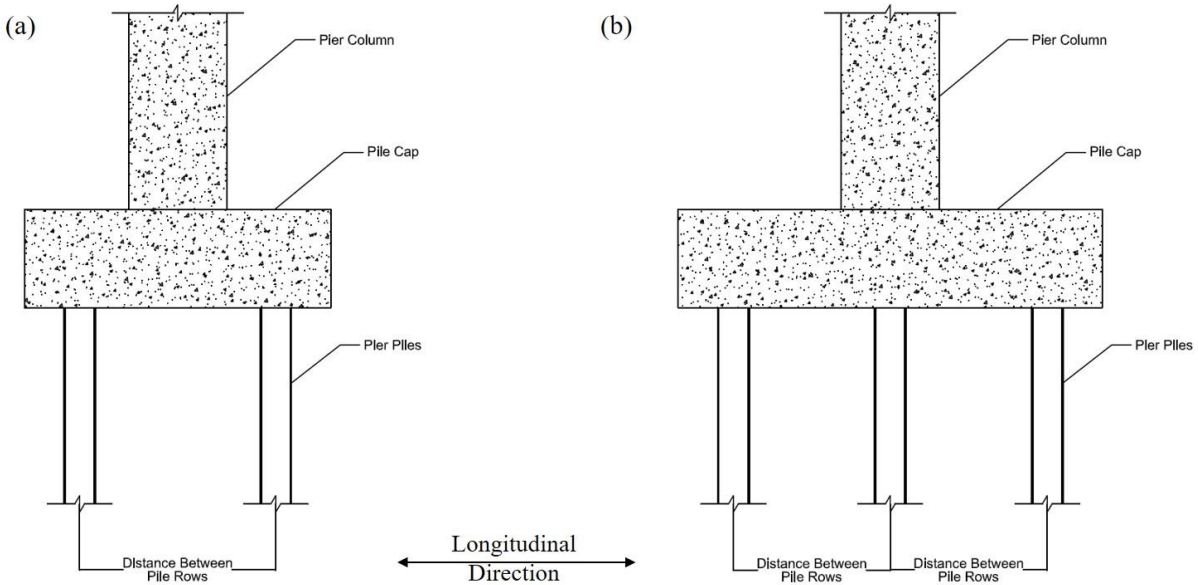 (a)
Pier Column
Pile Cap
Pier Piles
Distance Between
Pile Rows
Longitudinal
Direction
(b)
Pier Column
Pile Cap
Pier Piles
Distance Between
Pile Rows
Distance Between
Pile Rows